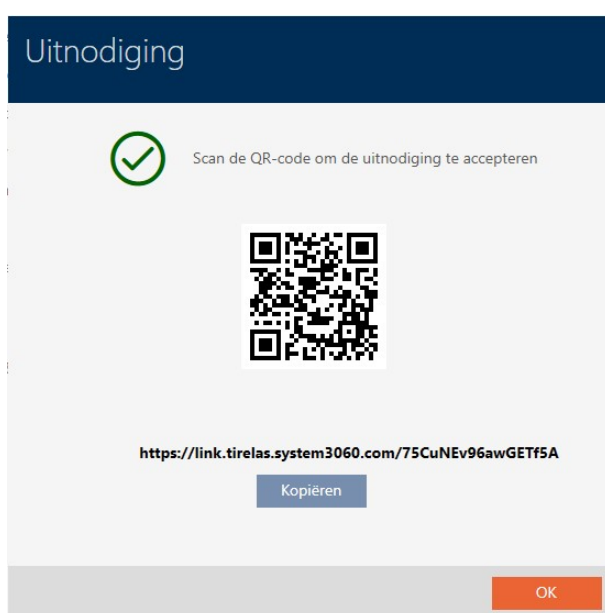 Uitnodiging
Scan de QR-code om de uitnodiging te accepteren
https://link.tirelas.system3060.com/75CuNEv96awGETf5A
Kopiëren
OK